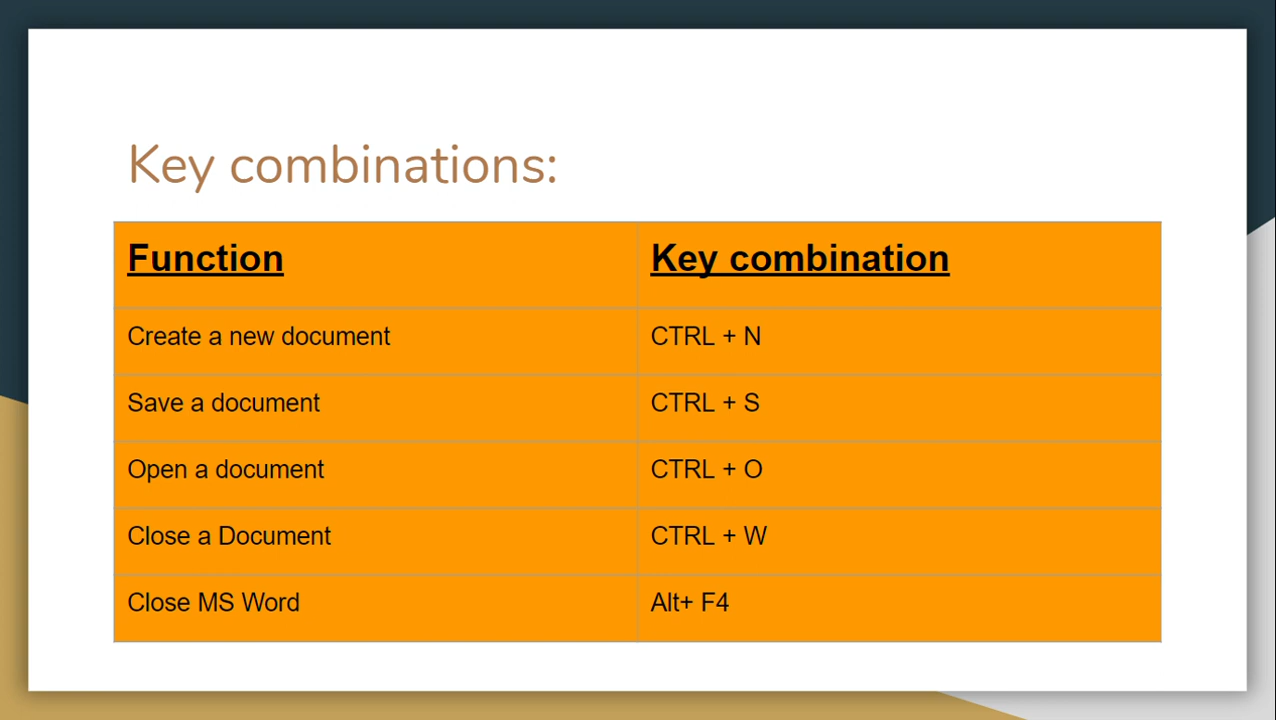 Key combinations:
Function Key combination
Create a new document CTRL + N
Save a document CTRL + S
Open a document CTRL + O
Close a Document CTRL + W
Close MS Word Alt+ F4